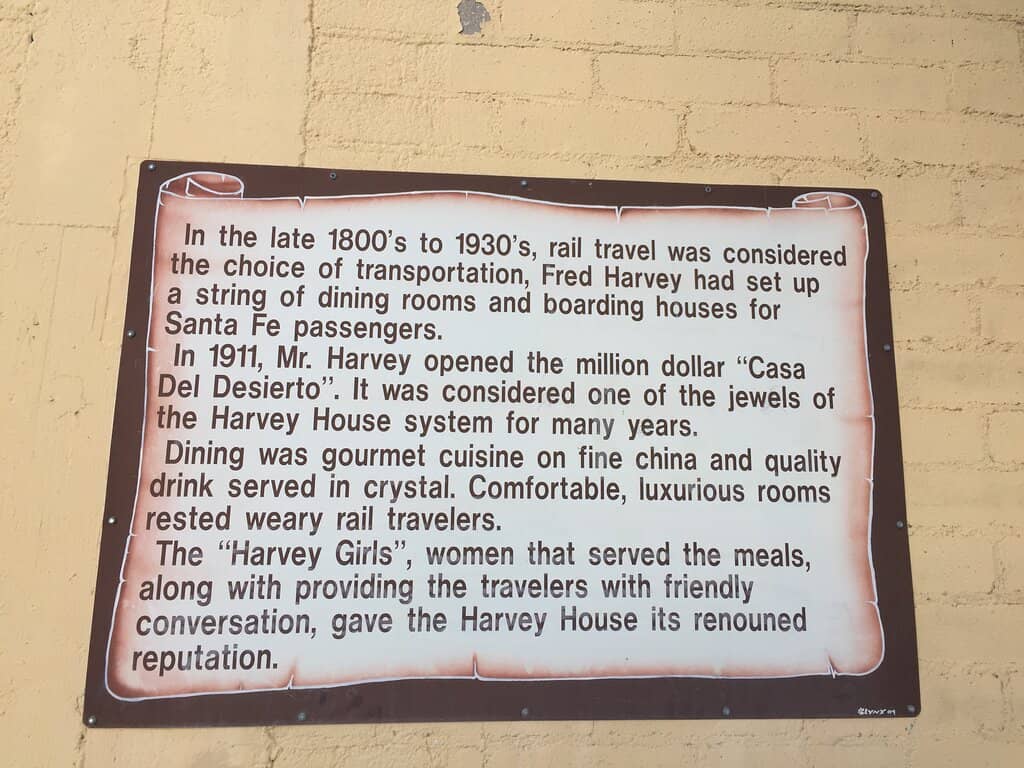 In the late 1800's to 1930's, rail travel was considered
the choice of transportation, Fred Harvey had set up
a string of dining rooms and boarding houses for
Santa Fe passengers.
In 1911, Mr. Harvey opened the million dollar “Casa
Del Desierto”. It was considered one of the jewels of
the Harvey House system for many years.
Dining was gourmet cuisine on fine china and quality
drink served in crystal. Comfortable, luxurious rooms
rested weary rail travelers.
The “Harvey Girls”, women that served the meals,
along with providing the travelers with friendly
conversation, gave the Harvey House its renouned
reputation.